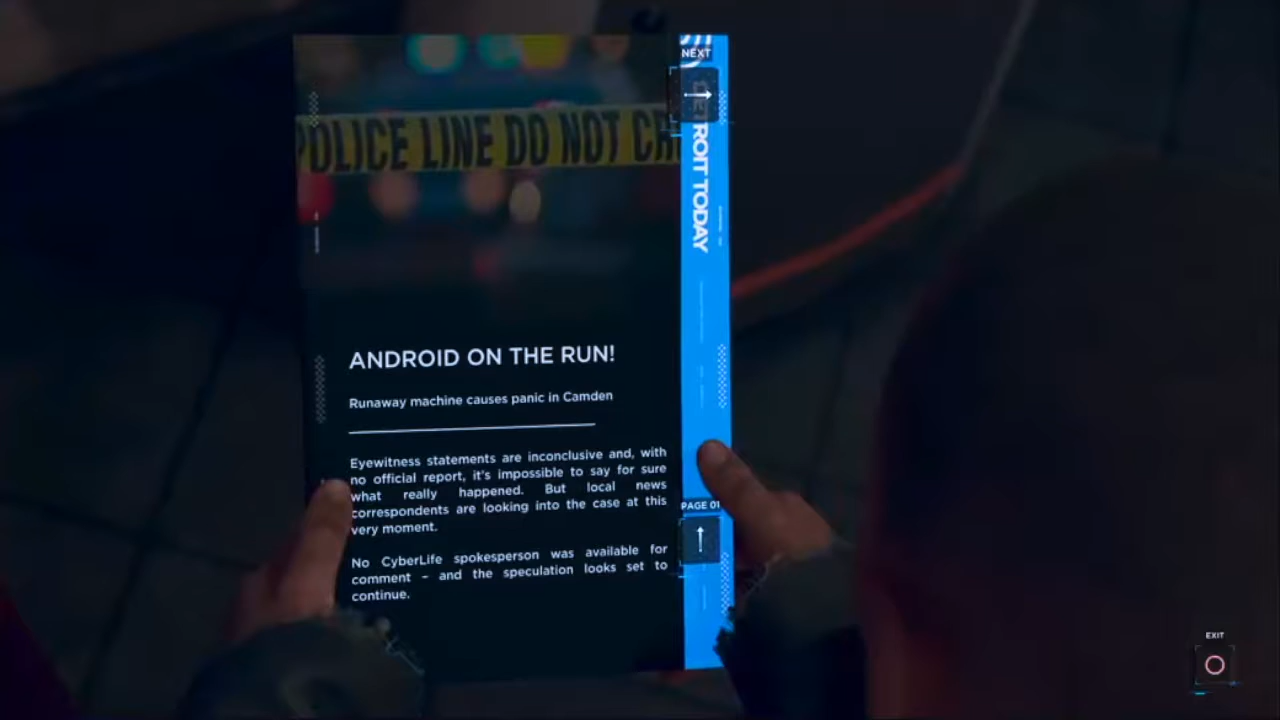 NEXT
DETROIT TODAY
POLICE LINE DO NOT
ANDROID ON THE RUN!
Runaway machine causes panic in Camden
Eyewitness statements are inconclusive and, with
no official report, it's impossible to say for sure
what really happened. But local news
correspondents are looking into the case at this
very moment.
No CyberLife spokesperson was available for
comment – and the speculation looks set to
continue.
PAGE 01
EXIT